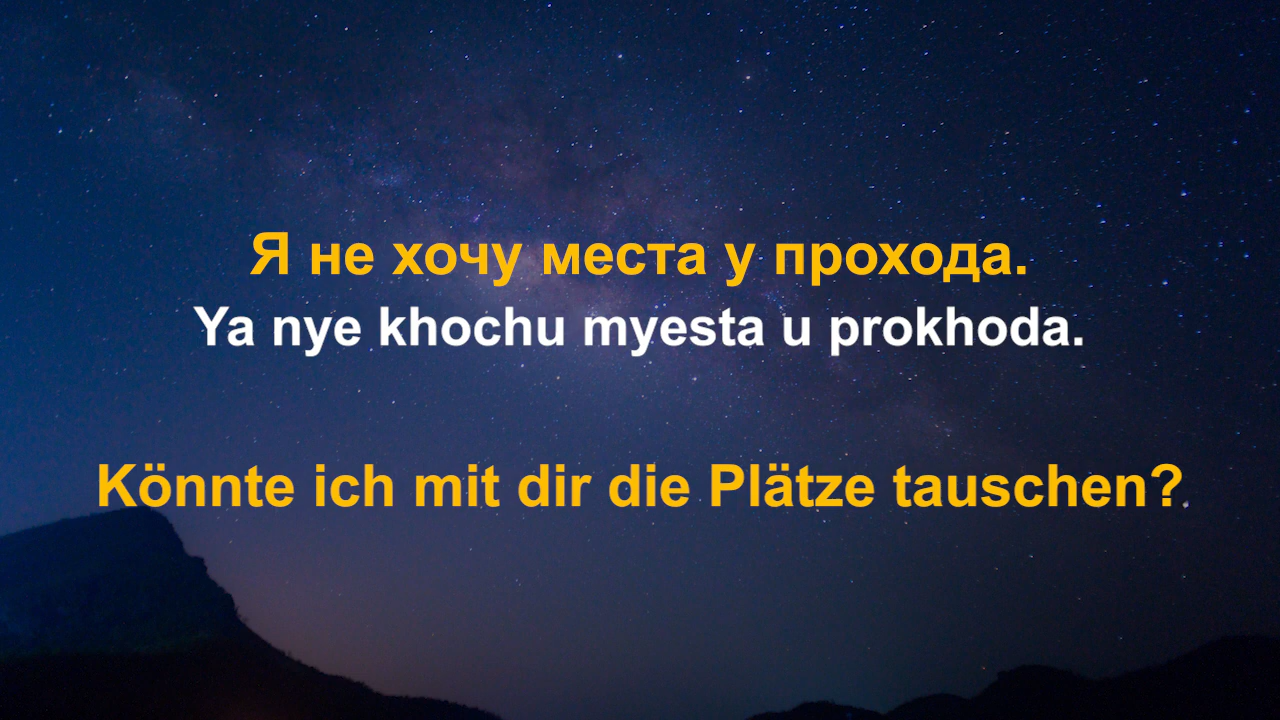 Я не хочу места у прохода.
Ya nye khochu myesta u prokhoda.
Könnte ich mit dir die Plätze tauschen?